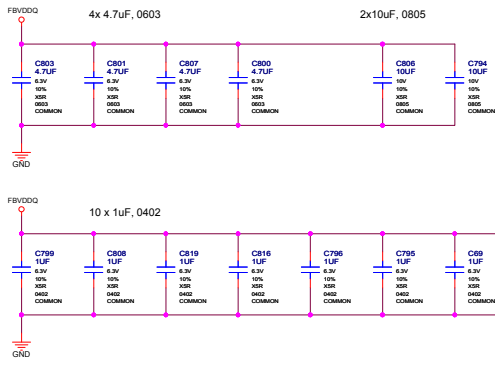 FBVDDQ
4x 4.7uF, 0603
2x10uF, 0805
C803
4.7UF
6.3V
10%
X5R
0603
COMMON
C801
4.7UF
6.3V
10%
X5R
0603
COMMON
C807
4.7UF
6.3V
10%
X5R
0603
COMMON
C800
4.7UF
6.3V
10%
X5R
0603
COMMON
C806
10UF
10V
10%
X5R
0805
COMMON
C794
10UF
10V
10%
X5R
0805
COMMON
GND
FBVDDQ
10 x 1uF, 0402
C799
1UF
6.3V
10%
X5R
0402
COMMON
C808
1UF
6.3V
10%
X5R
0402
COMMON
C819
1UF
6.3V
10%
X5R
0402
COMMON
C816
1UF
6.3V
10%
X5R
0402
COMMON
C796
1UF
6.3V
10%
X5R
0402
COMMON
C795
1UF
6.3V
10%
X5R
0402
COMMON
C69
1UF
6.3V
10%
X5R
0402
COMMON
GND